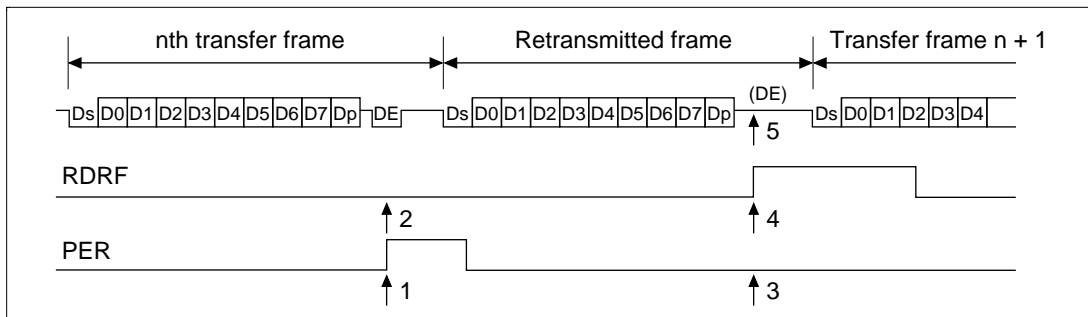 nth transfer frame Retransmitted frame Transfer frame n + 1
(DE)
Ds D0 D1 D2 D3 D4 D5 D6 D7 Dp DE Ds D0 D1 D2 D3 D4 D5 D6 D7 Dp Ds D0 D1 D2 D3 D4
5
RDRF
2 4
PER
1 3